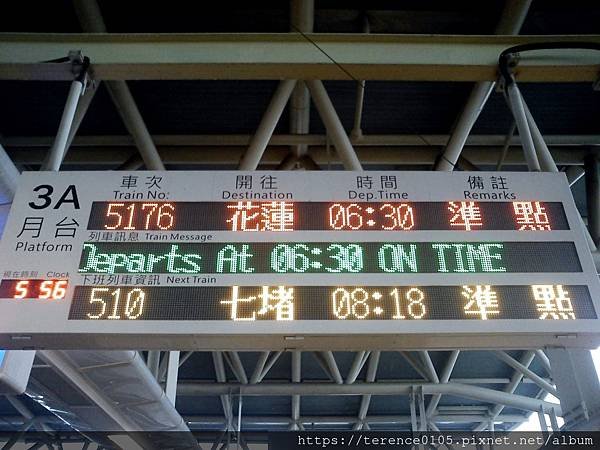 3A
月台
Platform
車次 開往 時間 備註
Train No: Destination Dep.Time Remarks
5176 花蓮 06:30 準點
列車訊息 Train Message
Departs At 06:30 ON TIME
現在時刻 Clock
5 56
下班列車資訊 Next Train
510 七堵 08:18 準點
https://terence0105.pixnet.net/album